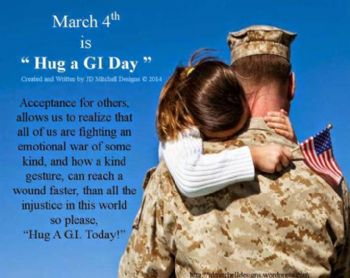 March 4th
is
“ Hug a GI Day ”
Created and Written by JD Mitchell Designs © 2014
Acceptance for others,
allows us to realize that
all of us are fighting an
emotional war of some
kind, and how a kind
gesture, can reach a
wound faster, than all the
injustice in this world
so please,
“Hug A G.I. Today!”
http://jdmitchelldesigns.wordpress.com